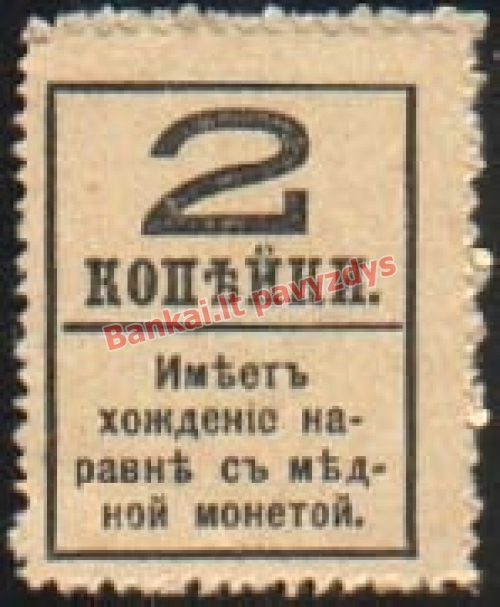 2
КОПѢЙКИ.
Bankai.lt pavyzdys
Имѣетъ
хожденіе на-
равнѣ съ мѣд-
ной монетой.